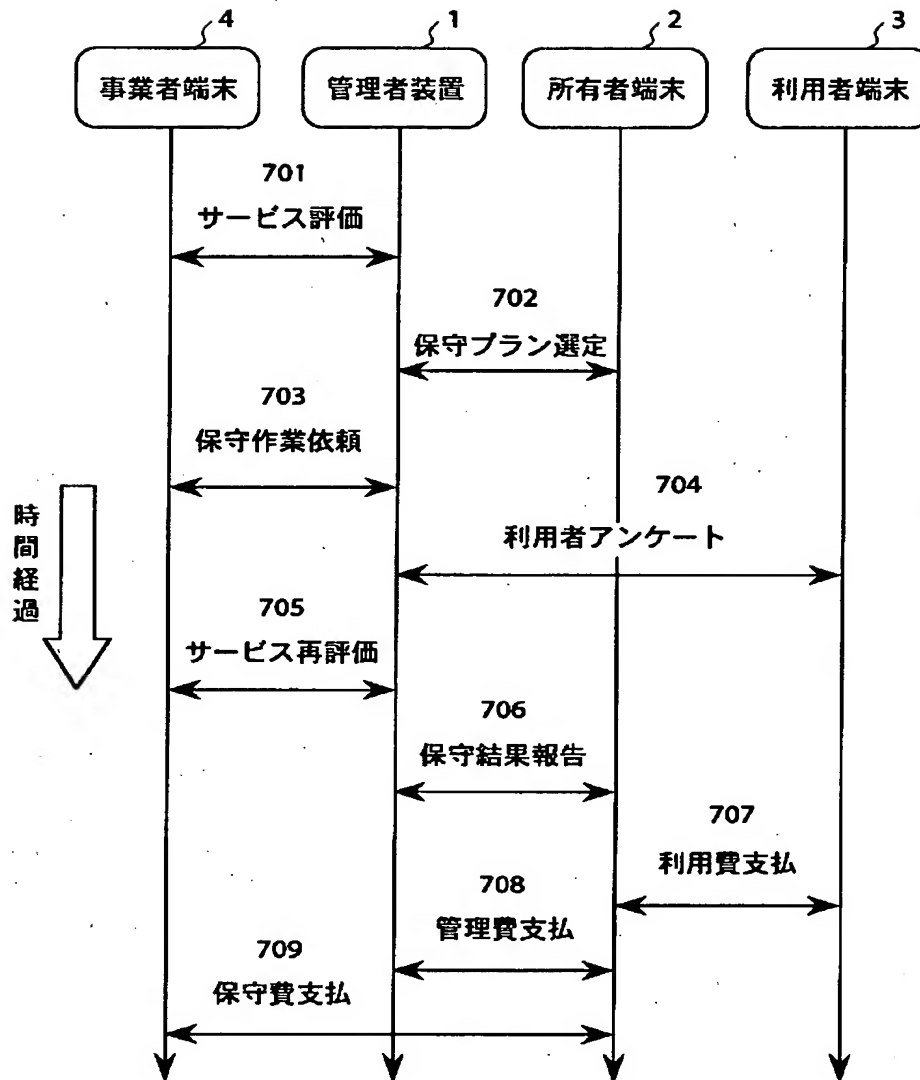 4
1
2
3
事業者端末
管理者装置
所有者端末
利用者端末
701
サービス評価
702
保守プラン選定
703
保守作業依頼
704
利用者アンケート
時間経過
705
サービス再評価
706
保守結果報告
707
利用費支払
708
管理費支払
709
保守費支払